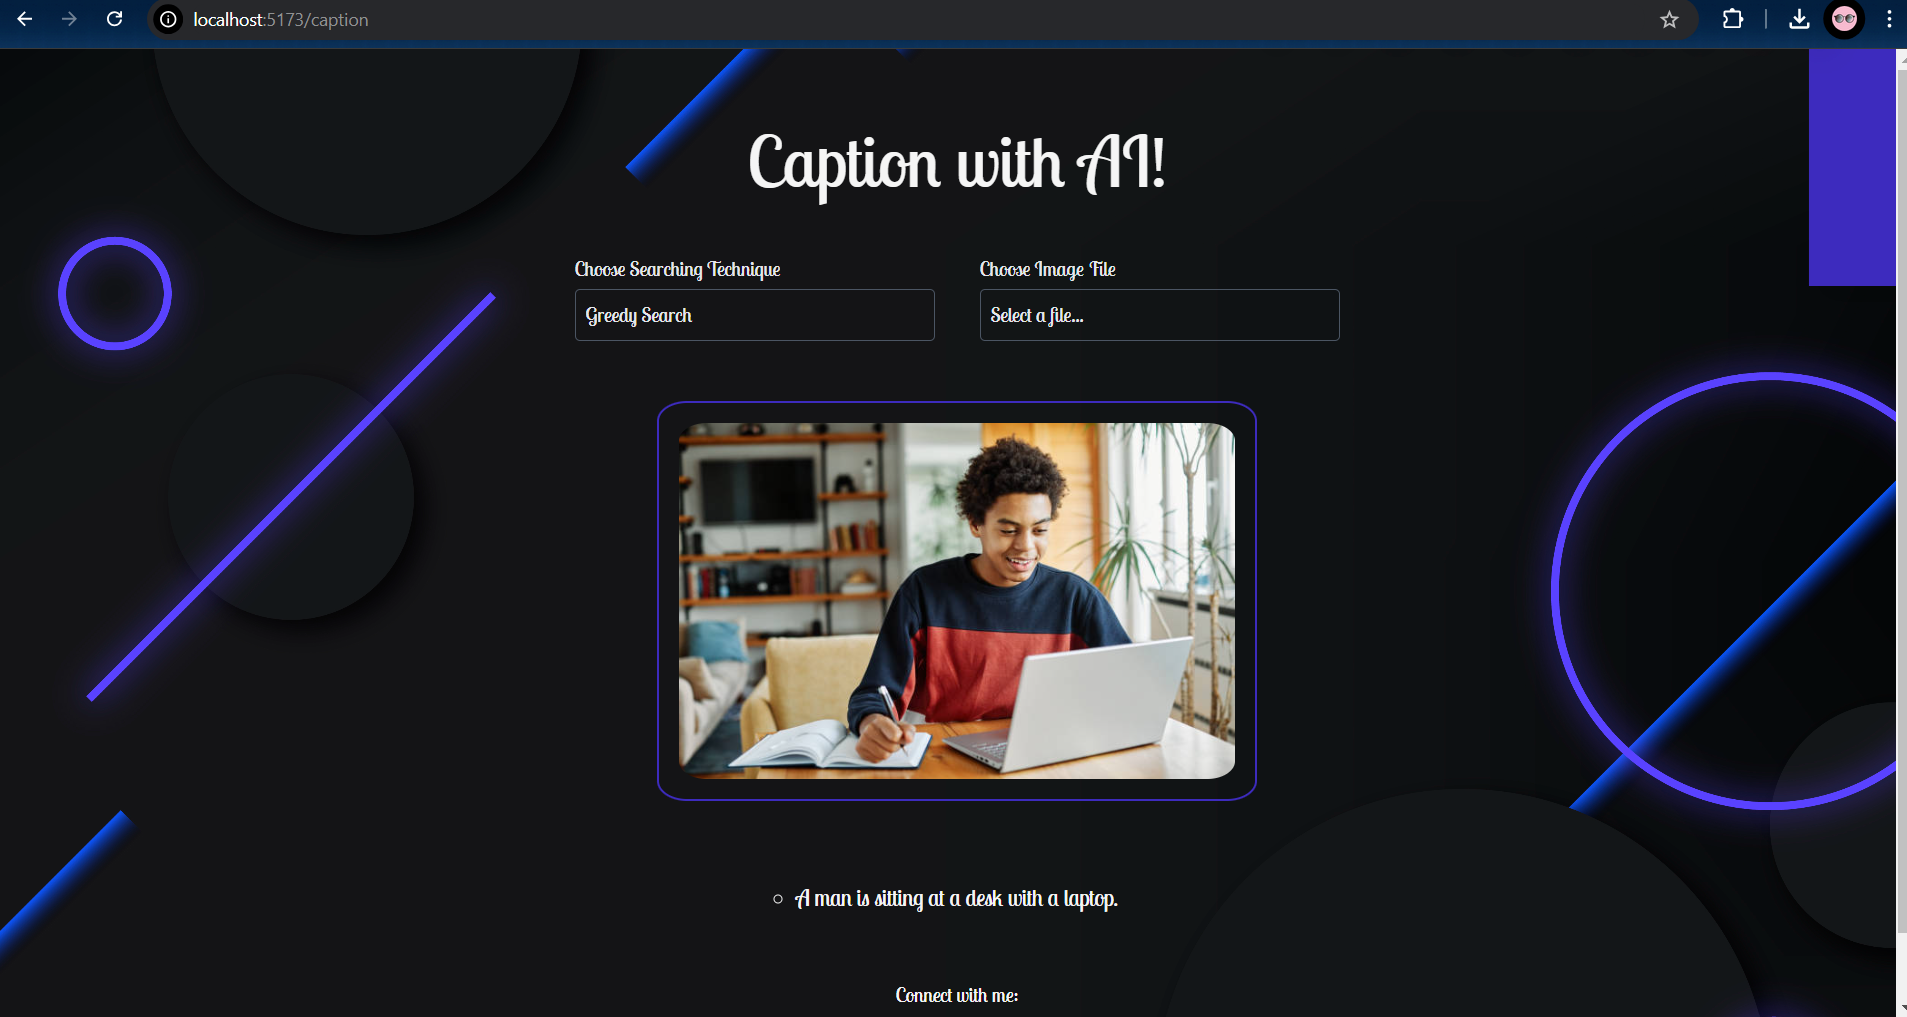 localhost:5173/caption
Caption with AI!
Choose Searching Technique
Choose Image File
Greedy Search
Select a file...
A man is sitting at a desk with a laptop.
Connect with me: